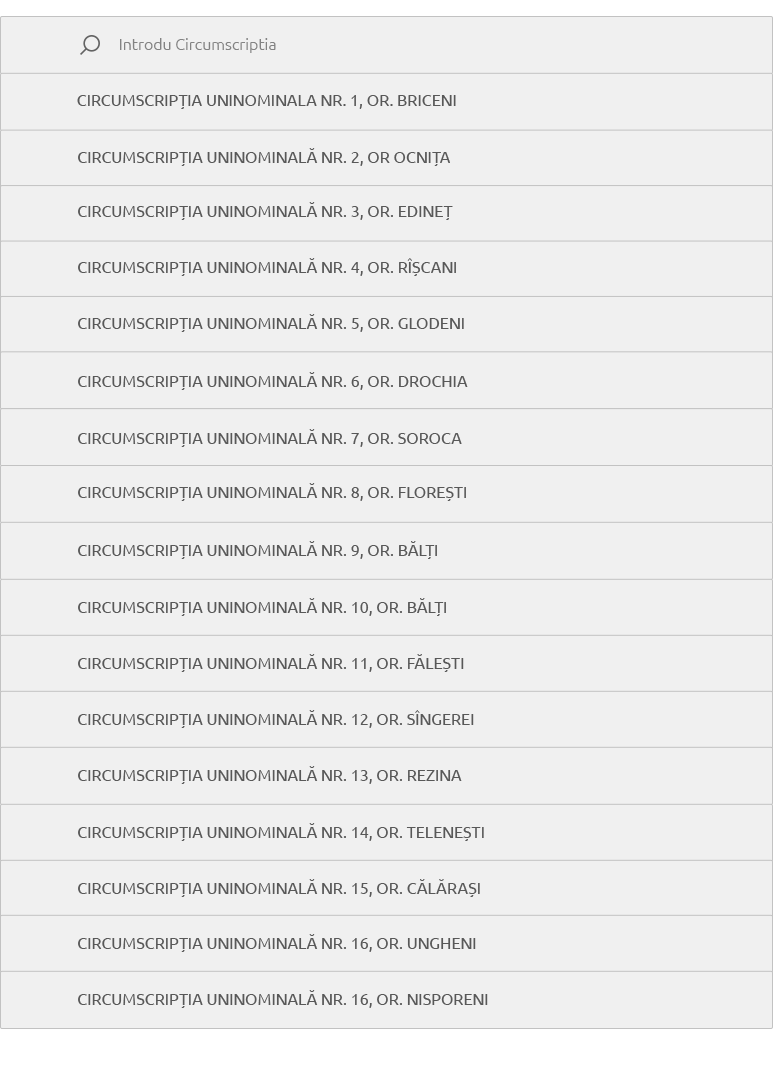 Introdu Circumscriptia
CIRCUMSCRIPȚIA UNINOMINALA NR. 1, OR. BRICENI
CIRCUMSCRIPȚIA UNINOMINALĂ NR. 2, OR OCNIȚA
CIRCUMSCRIPȚIA UNINOMINALĂ NR. 3, OR. EDINEȚ
CIRCUMSCRIPȚIA UNINOMINALĂ NR. 4, OR. RÎȘCANI
CIRCUMSCRIPȚIA UNINOMINALĂ NR. 5, OR. GLODENI
CIRCUMSCRIPȚIA UNINOMINALĂ NR. 6, OR. DROCHIA
CIRCUMSCRIPȚIA UNINOMINALĂ NR. 7, OR. SOROCA
CIRCUMSCRIPȚIA UNINOMINALĂ NR. 8, OR. FLOREȘTI
CIRCUMSCRIPȚIA UNINOMINALĂ NR. 9, OR. BĂLȚI
CIRCUMSCRIPȚIA UNINOMINALĂ NR. 10, OR. BĂLȚI
CIRCUMSCRIPȚIA UNINOMINALĂ NR. 11, OR. FĂLEȘTI
CIRCUMSCRIPȚIA UNINOMINALĂ NR. 12, OR. SÎNGEREI
CIRCUMSCRIPȚIA UNINOMINALĂ NR. 13, OR. REZINA
CIRCUMSCRIPȚIA UNINOMINALĂ NR. 14, OR. TELENEȘTI
CIRCUMSCRIPȚIA UNINOMINALĂ NR. 15, OR. CĂLĂRAȘI
CIRCUMSCRIPȚIA UNINOMINALĂ NR. 16, OR. UNGHENI
CIRCUMSCRIPȚIA UNINOMINALĂ NR. 16, OR. NISPORENI